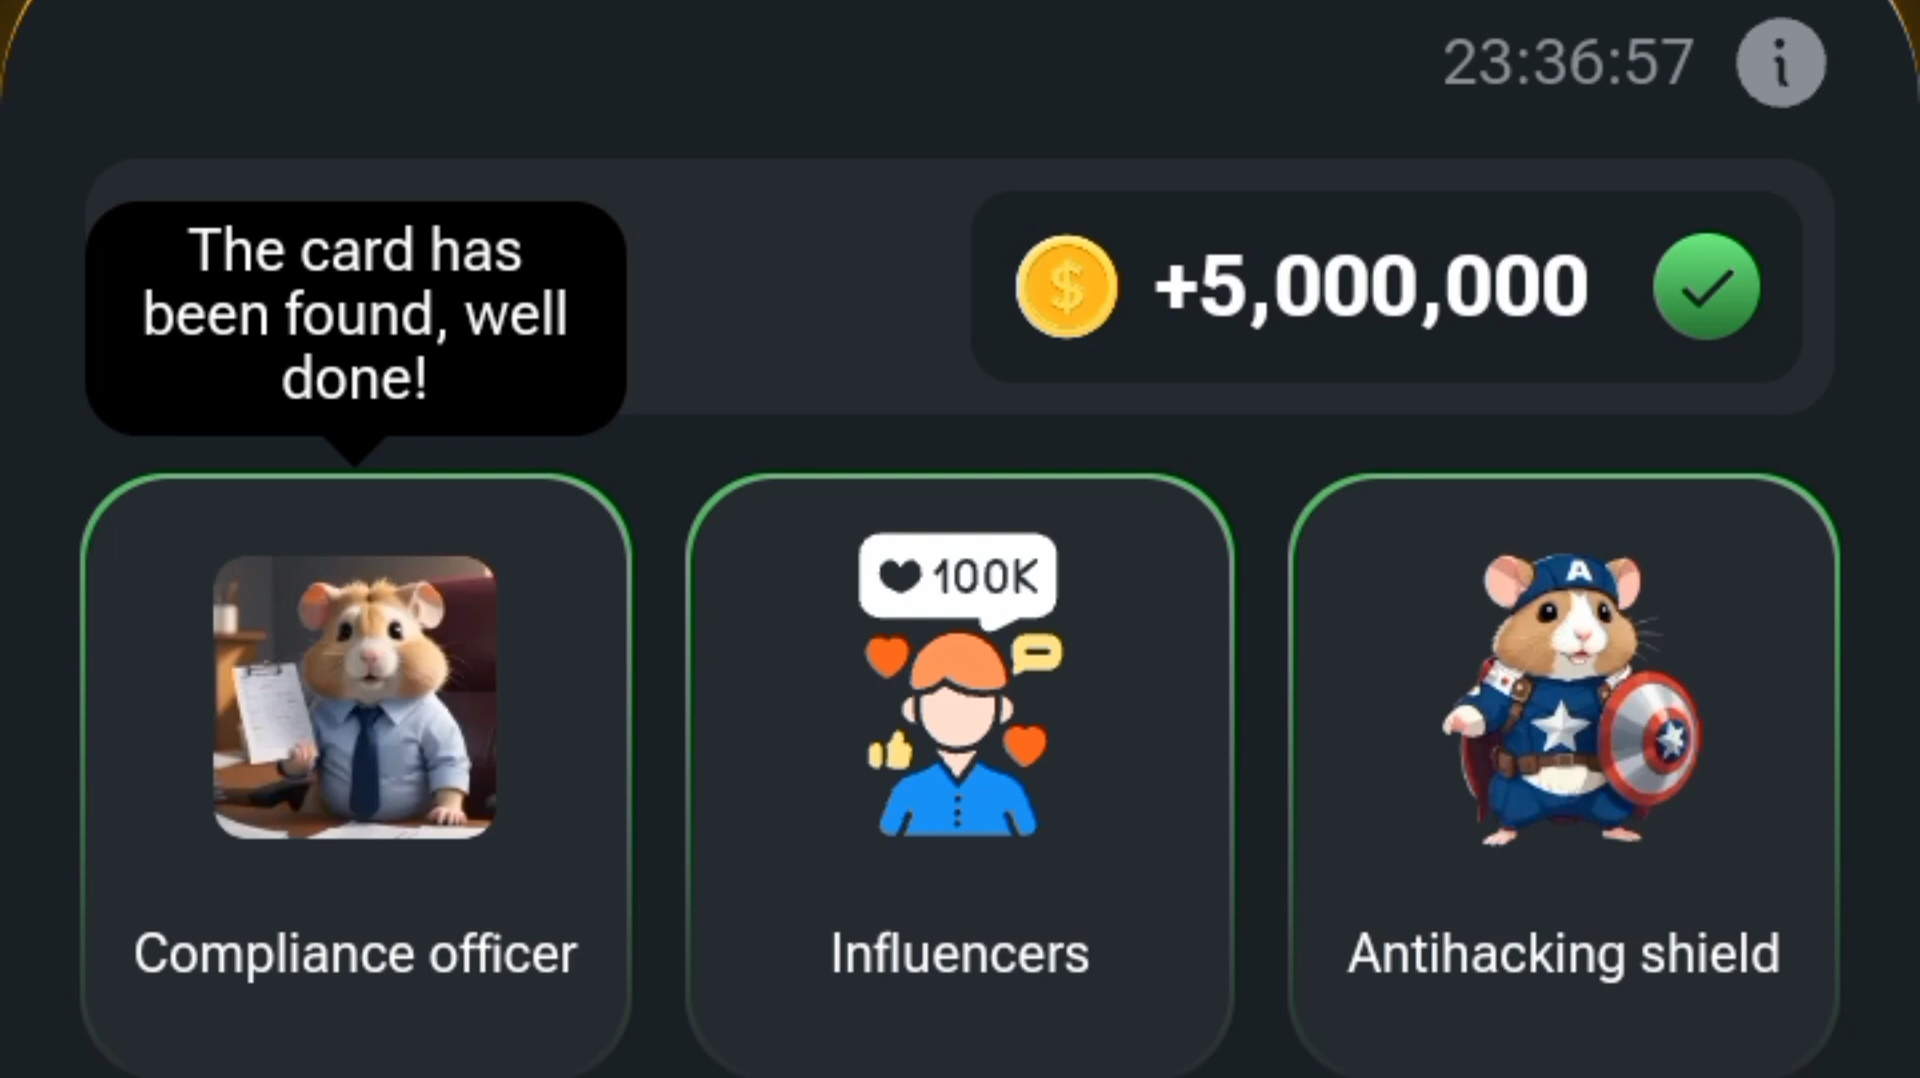 23:36:57
The card has
been found, well
done!
+5,000,000
100K
A
Compliance officer
Influencers
Antihacking shield